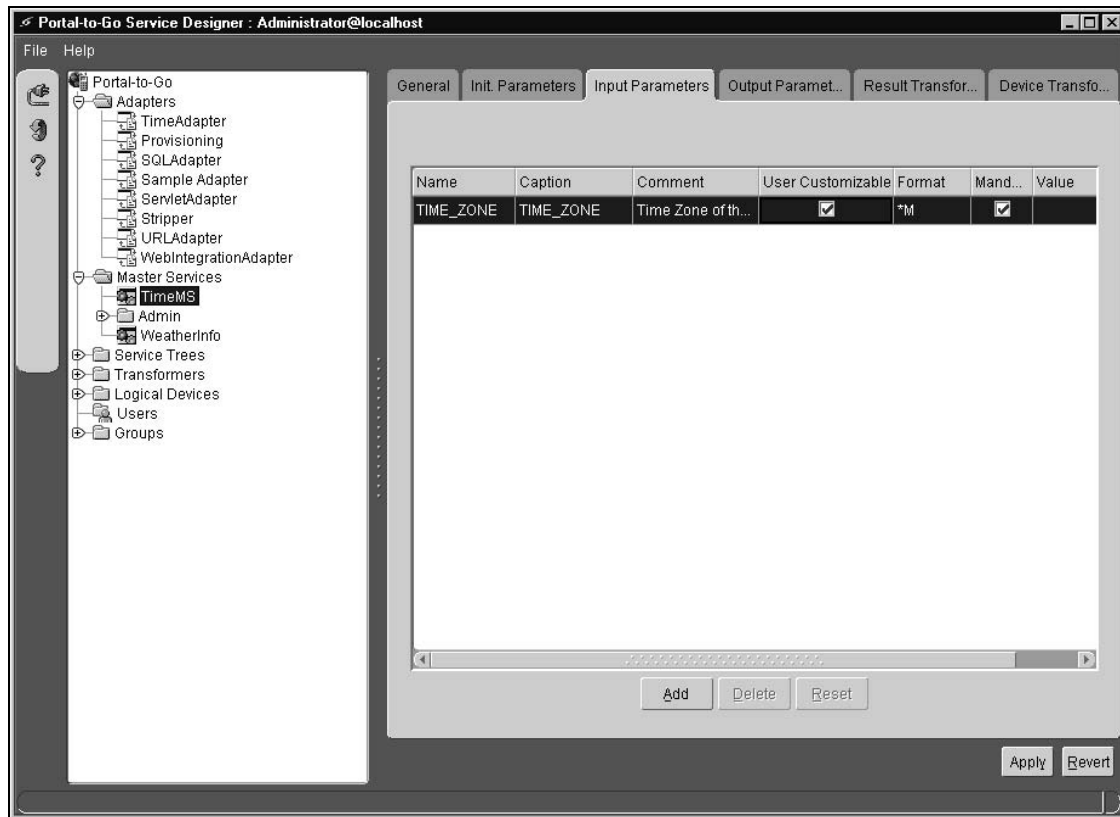 Portal-to-Go Service Designer : Administrator@localhost
File Help
Portal-to-Go
Adapters
TimeAdapter
Provisioning
SQLAdapter
Sample Adapter
ServletAdapter
Stripper
URLAdapter
WebIntegrationAdapter
Master Services
TimeMS
Admin
WeatherInfo
Service Trees
Transformers
Logical Devices
Users
Groups
General Init. Parameters Input Parameters Output Paramet... Result Transfor... Device Transfo...
Name Caption Comment User Customizable Format Mand... Value
TIME_ZONE TIME_ZONE Time Zone of th... *M
Add Delete Reset
Apply Revert